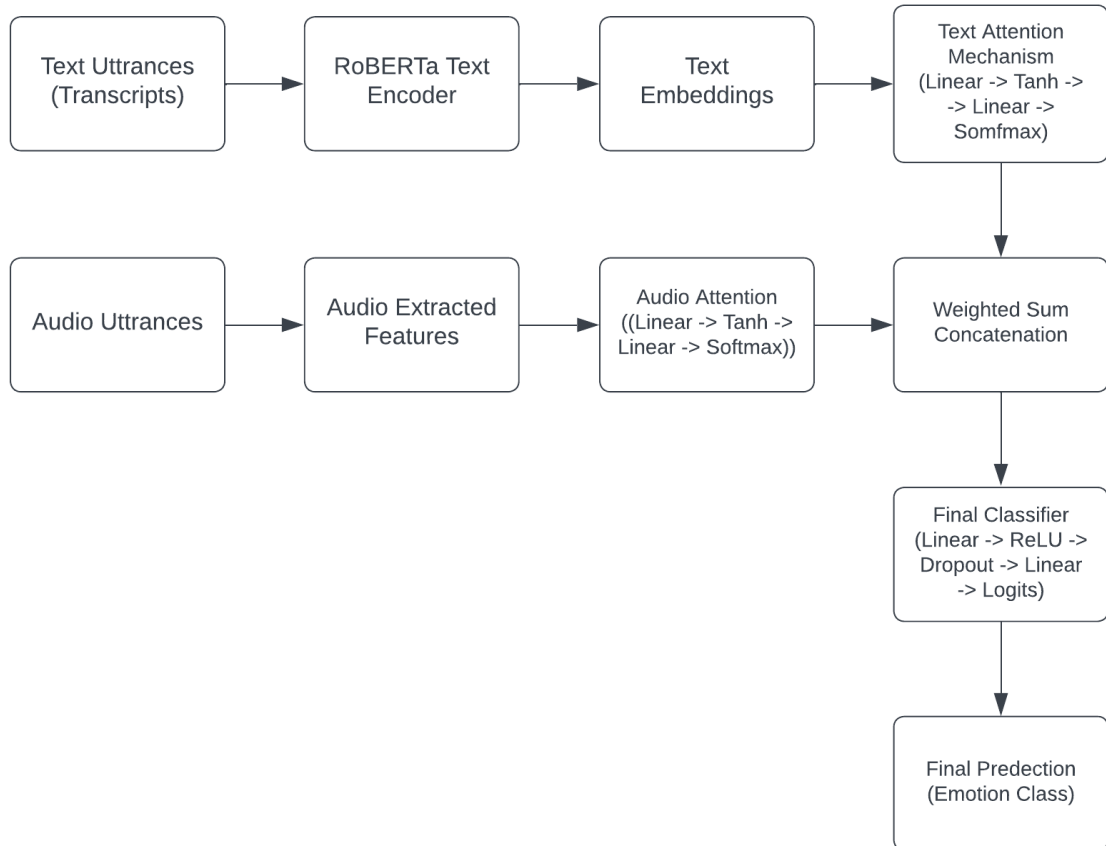 Text Uttrances
(Transcripts)
RoBERTa Text
Encoder
Text
Embeddings
Text Attention
Mechanism
(Linear -> Tanh ->
-> Linear ->
Somfmax)
Audio Uttrances
Audio Extracted
Features
Audio Attention
((Linear -> Tanh ->
Linear -> Softmax))
Weighted Sum
Concatenation
Final Classifier
(Linear -> ReLU ->
Dropout -> Linear
-> Logits)
Final Predection
(Emotion Class)